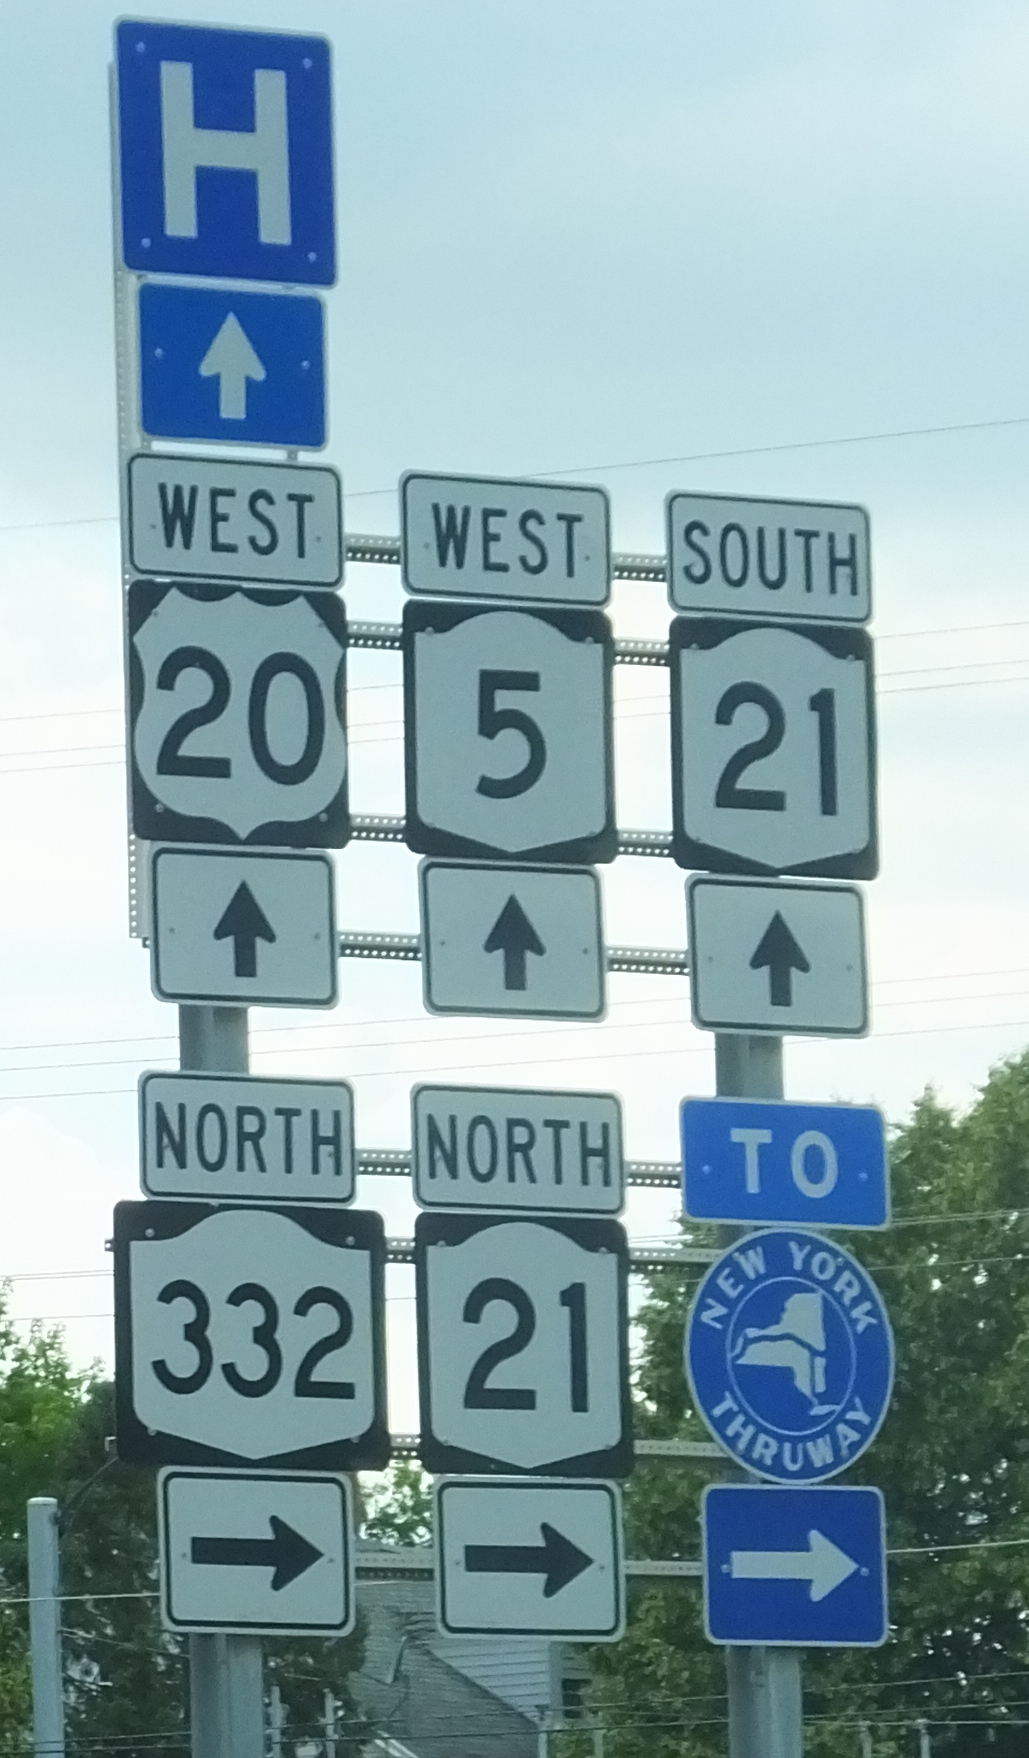 H
WEST WEST SOUTH
20 5 21
NORTH NORTH TO
332 21 NEW YORK THRUWAY